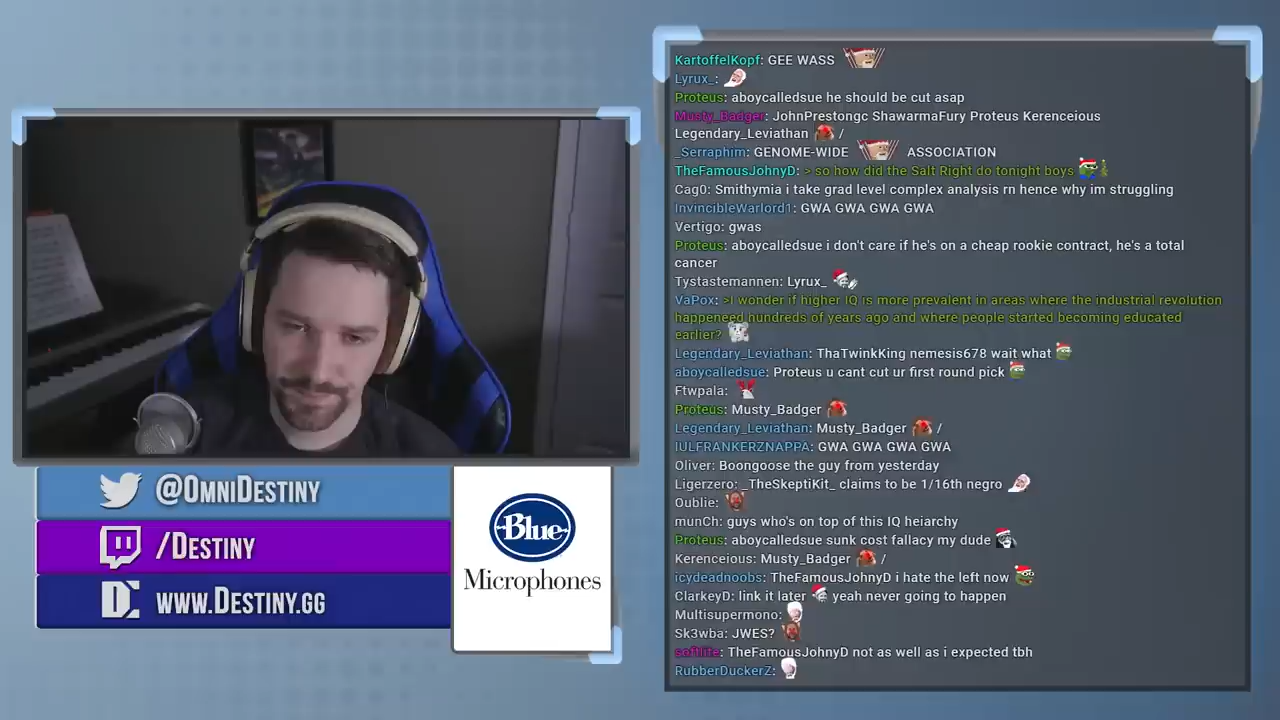 KartoffelKopf: GEE WASS
Lyrux_:
Proteus: aboycalledsue he should be cut asap
Musty_Badger: JohnPrestongc ShawarmaFury Proteus Kerenceious
Legendary_Leviathan /
_Serraphim: GENOME-WIDE ASSOCIATION
TheFamousJohnyD: > so how did the Salt Right do tonight boys
Cag0: Smithymia i take grad level complex analysis rn hence why im struggling
InvincibleWarlord1: GWA GWA GWA GWA
Vertigo: gwas
Proteus: aboycalledsue i don't care if he's on a cheap rookie contract, he's a total
cancer
Tystastemannen: Lyrux_
VaPox: >I wonder if higher IQ is more prevalent in areas where the industrial revolution
happeneed hundreds of years ago and where people started becoming educated
earlier?
Legendary_Leviathan: ThaTwinkKing nemesis678 wait what
aboycalledsue: Proteus u cant cut ur first round pick
Ftwpala:
Proteus: Musty_Badger
Legendary_Leviathan: Musty_Badger /
IULFRANKERZNAPPA: GWA GWA GWA GWA
Oliver: Boongoose the guy from yesterday
Ligerzero: _TheSkeptiKit_ claims to be 1/16th negro
Oublie:
munCh: guys who's on top of this IQ heiarchy
Proteus: aboycalledsue sunk cost fallacy my dude
Kerenceious: Musty_Badger /
icydeadnoobs: TheFamousJohnyD i hate the left now
ClarkeyD: link it later yeah never going to happen
Multisupermono:
Sk3wba: JWES?
softlite: TheFamousJohnyD not as well as i expected tbh
RubberDuckerZ:
@OmniDestiny
/Destiny
www.Destiny.gg
Blue
Microphones